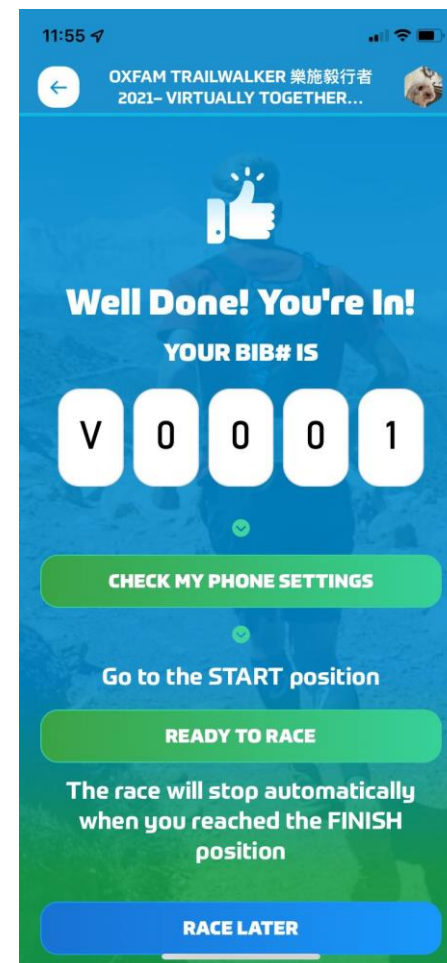 11:55
OXFAM TRAILWALKER 樂施毅行者
2021– VIRTUALLY TOGETHER...
Well Done! You're In!
YOUR BIB# IS
V 0 0 0 1
CHECK MY PHONE SETTINGS
Go to the START position
READY TO RACE
The race will stop automatically
when you reached the FINISH
position
RACE LATER